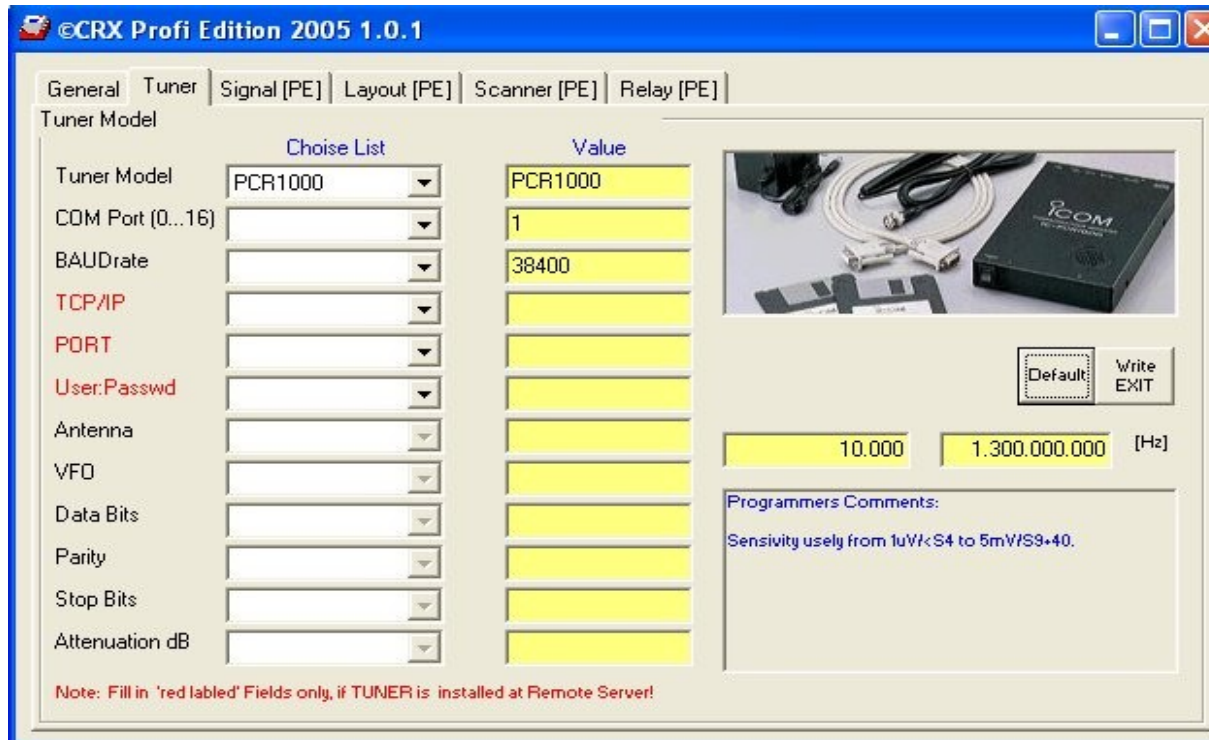 ©CRX Profi Edition 2005 1.0.1
General Tuner Signal [PE] Layout [PE] Scanner [PE] Relay [PE]
Tuner Model
Choise List Value
Tuner Model PCR1000 PCR1000
COM Port (0...16) 1
BAUDrate 38400
TCP/IP
PORT
User:Passwd
Antenna
VFO
Data Bits
Parity
Stop Bits
Attenuation dB
Note: Fill in 'red labled' Fields only, if TUNER is installed at Remote Server!
ICOM
Default
Write
EXIT
10.000 1.300.000.000 [Hz]
Programmers Comments:
Sensivity usely from 1uV/<S4 to 5mV/S9+40.